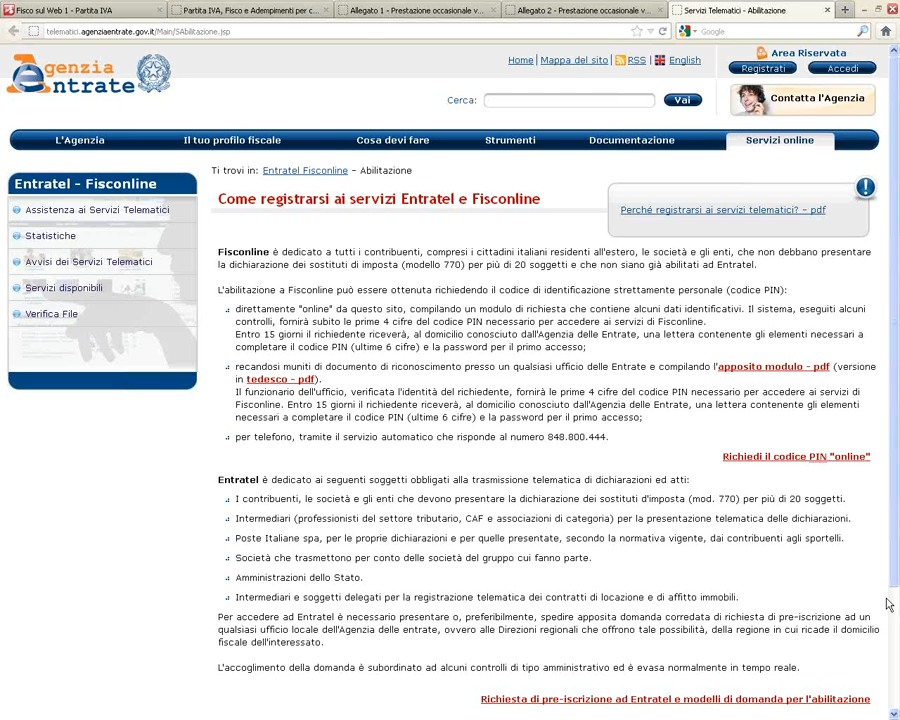 Fisco sul Web 1 - Partita IVA
Partita IVA, Fisco e Adempimenti per c...
Allegato 1 - Prestazione occasionale v...
Allegato 2 - Prestazione occasionale v...
Servizi Telematici - Abilitazione
telematici.agenziaentrate.gov.it/Main/SAbilitazione.jsp
Google
Agenzia
Entrate
Home | Mappa del sito | RSS | English
Area Riservata
Registrati Accedi
Cerca: Vai
Contatta l'Agenzia
L'Agenzia Il tuo profilo fiscale Cosa devi fare Strumenti Documentazione Servizi online
Entratel - Fisconline
Assistenza ai Servizi Telematici
Statistiche
Avvisi dei Servizi Telematici
Servizi disponibili
Verifica File
Ti trovi in: Entratel Fisconline - Abilitazione
Come registrarsi ai servizi Entratel e Fisconline
Perché registrarsi ai servizi telematici? - pdf
Fisconline è dedicato a tutti i contribuenti, compresi i cittadini italiani residenti all'estero, le società e gli enti, che non debbano presentare
la dichiarazione dei sostituti di imposta (modello 770) per più di 20 soggetti e che non siano già abilitati ad Entratel.
L'abilitazione a Fisconline può essere ottenuta richiedendo il codice di identificazione strettamente personale (codice PIN):
direttamente "online" da questo sito, compilando un modulo di richiesta che contiene alcuni dati identificativi. Il sistema, eseguiti alcuni
controlli, fornirà subito le prime 4 cifre del codice PIN necessario per accedere ai servizi di Fisconline.
Entro 15 giorni il richiedente riceverà, al domicilio conosciuto dall'Agenzia delle Entrate, una lettera contenente gli elementi necessari a
completare il codice PIN (ultime 6 cifre) e la password per il primo accesso;
recandosi muniti di documento di riconoscimento presso un qualsiasi ufficio delle Entrate e compilando l'apposito modulo - pdf (versione
in tedesco - pdf).
Il funzionario dell'ufficio, verificata l'identità del richiedente, fornirà le prime 4 cifre del codice PIN necessario per accedere ai servizi di
Fisconline. Entro 15 giorni il richiedente riceverà, al domicilio conosciuto dall'Agenzia delle Entrate, una lettera contenente gli elementi
necessari a completare il codice PIN (ultime 6 cifre) e la password per il primo accesso;
per telefono, tramite il servizio automatico che risponde al numero 848.800.444.
Richiedi il codice PIN "online"
Entratel è dedicato ai seguenti soggetti obbligati alla trasmissione telematica di dichiarazioni ed atti:
I contribuenti, le società e gli enti che devono presentare la dichiarazione dei sostituti d'imposta (mod. 770) per più di 20 soggetti.
Intermediari (professionisti del settore tributario, CAF e associazioni di categoria) per la presentazione telematica delle dichiarazioni.
Poste Italiane spa, per le proprie dichiarazioni e per quelle presentate, secondo la normativa vigente, dai contribuenti agli sportelli.
Società che trasmettono per conto delle società del gruppo cui fanno parte.
Amministrazioni dello Stato.
Intermediari e soggetti delegati per la registrazione telematica dei contratti di locazione e di affitto immobili.
Per accedere ad Entratel è necessario presentare o, preferibilmente, spedire apposita domanda corredata di richiesta di pre-iscrizione ad un
qualsiasi ufficio locale dell'Agenzia delle entrate, ovvero alle Direzioni regionali che offrono tale possibilità, della regione in cui ricade il domicilio
fiscale dell'interessato.
L'accoglimento della domanda è subordinato ad alcuni controlli di tipo amministrativo ed è evasa normalmente in tempo reale.
Richiesta di pre-iscrizione ad Entratel e modelli di domanda per l'abilitazione